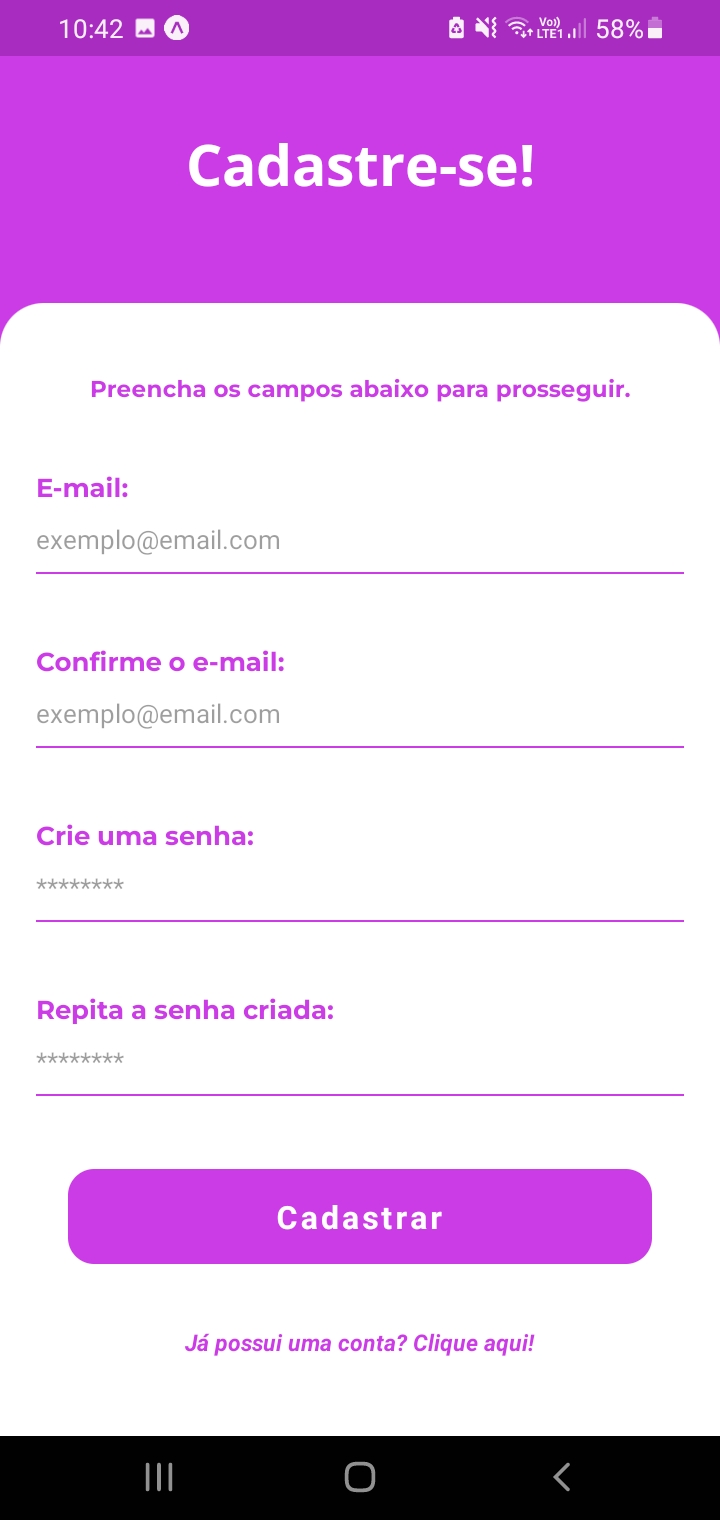 10:42 Vo)) LTE1 58%
Cadastre-se!
Preencha os campos abaixo para prosseguir.
E-mail:
exemplo@email.com
Confirme o e-mail:
exemplo@email.com
Crie uma senha:
********
Repita a senha criada:
********
Cadastrar
Já possui uma conta? Clique aqui!